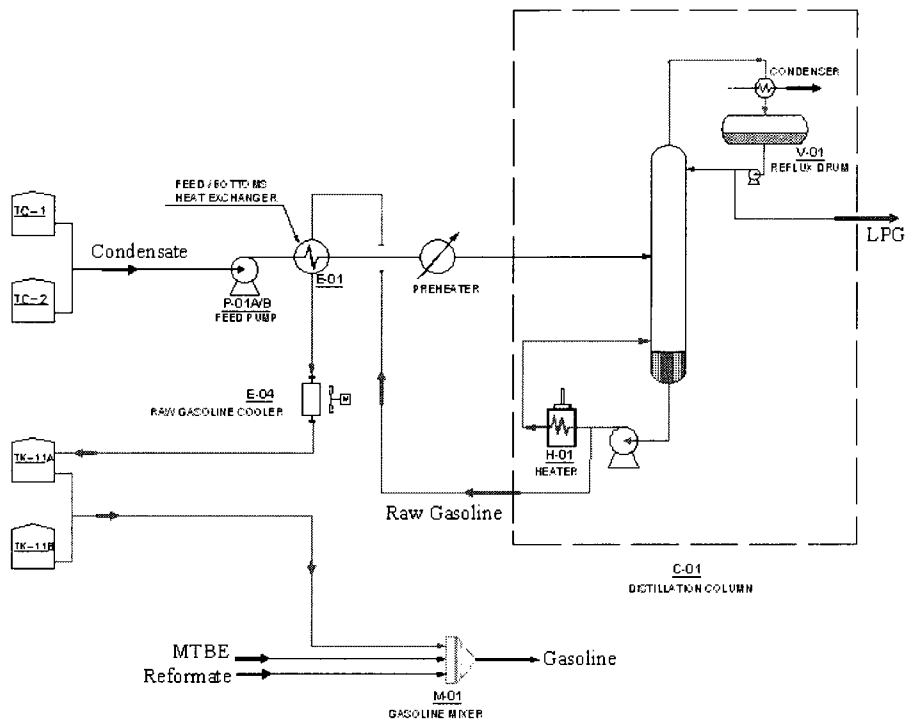 CONDENSER
V-01
REFLUX DRUM
LPG
FEED / BOTTOMS
HEAT EXCHANGER
TC-1
Condensate
TC-2
P-01A/B
FEED PUMP
E-01
PREHEATER
E-04
RAW GASOLINE COOLER
M
H-01
HEATER
TK-11A
Raw Gasoline
TK-11B
C-01
DISTILLATION COLUMN
MTBE
Reformate
Gasoline
M-01
GASOLINE MIXER